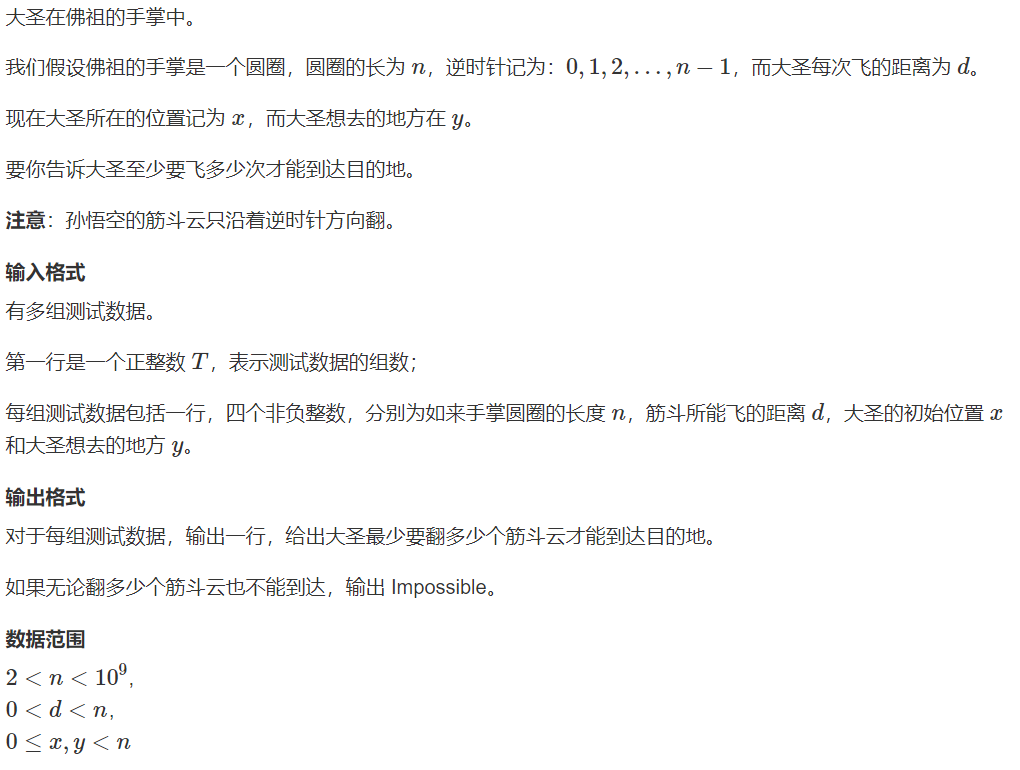 大圣在佛祖的手掌中。
我们假设佛祖的手掌是一个圆圈，圆圈的长为 n，逆时针记为：0, 1, 2, …, n − 1，而大圣每次飞的距离为 d。
现在大圣所在的位置记为 x，而大圣想去的地方在 y。
要你告诉大圣至少要飞多少次才能到达目的地。
注意：孙悟空的筋斗云只沿着逆时针方向翻。
输入格式
有多组测试数据。
第一行是一个正整数 T，表示测试数据的组数；
每组测试数据包括一行，四个非负整数，分别为如来手掌圆圈的长度 n，筋斗所能飞的距离 d，大圣的初始位置 x
和大圣想去的地方 y。
输出格式
对于每组测试数据，输出一行，给出大圣最少要翻多少个筋斗云才能到达目的地。
如果无论翻多少个筋斗云也不能到达，输出 Impossible。
数据范围
2 < n < 10⁹,
0 < d < n,
0 ≤ x, y < n